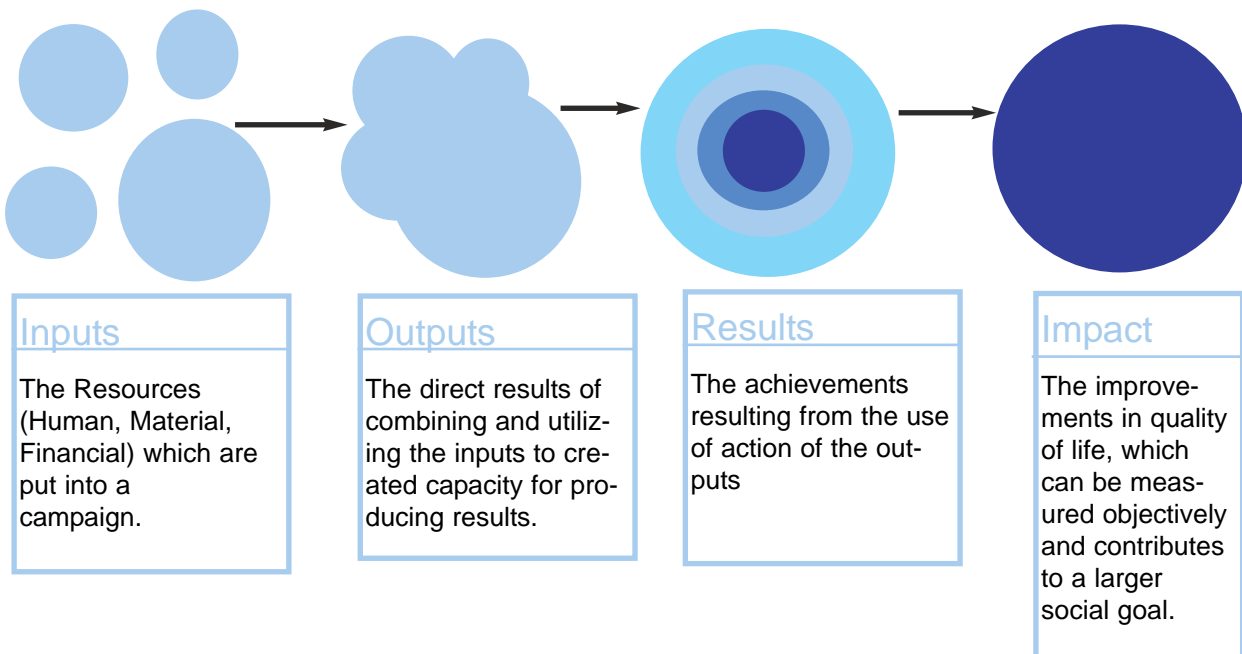 Inputs
The Resources
(Human, Material,
Financial) which are
put into a
campaign.
Outputs
The direct results of
combining and utiliz-
ing the inputs to cre-
ated capacity for pro-
ducing results.
Results
The achievements
resulting from the use
of action of the out-
puts
Impact
The improve-
ments in quality
of life, which
can be meas-
ured objectively
and contributes
to a larger
social goal.